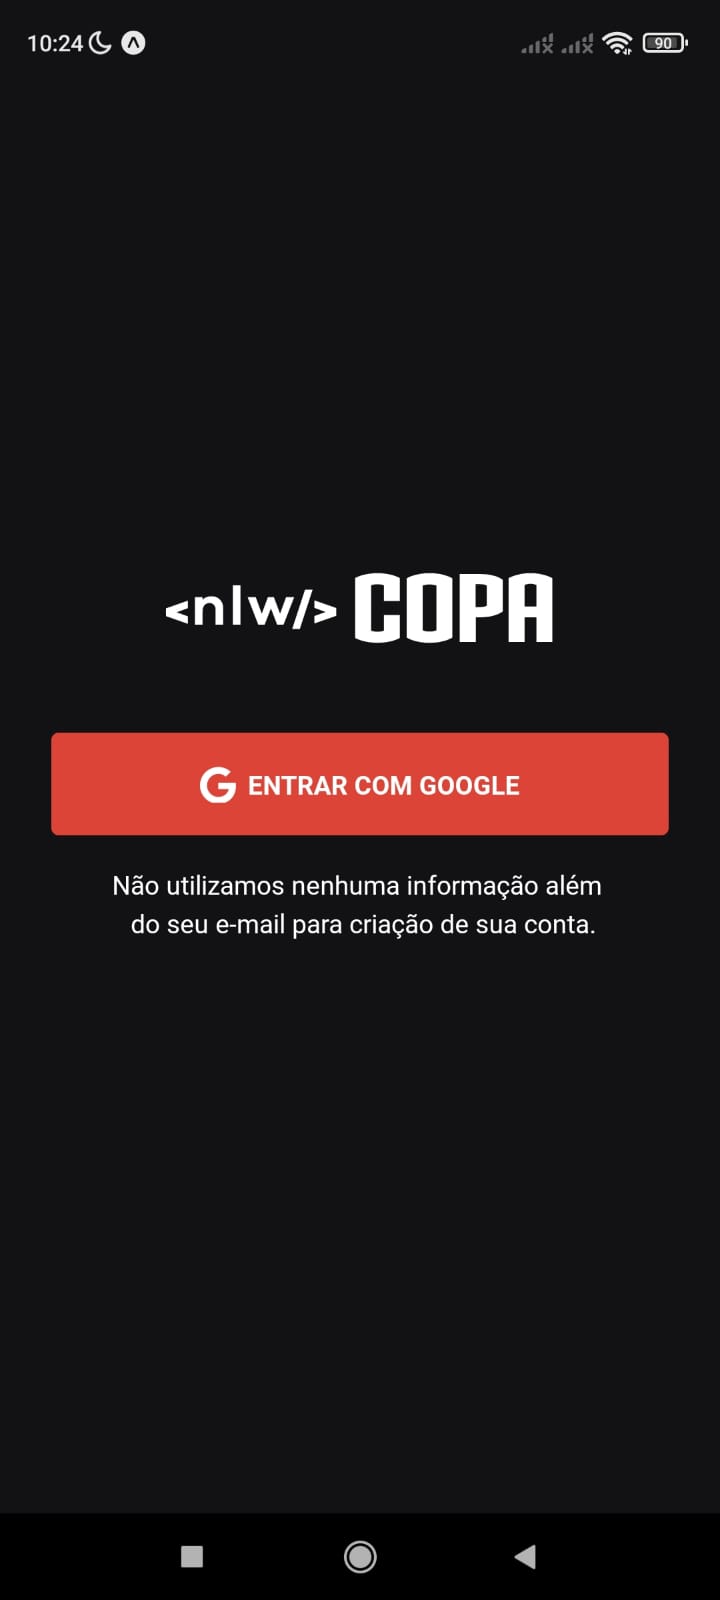 10:24
90
<nlw/> COPA
G ENTRAR COM GOOGLE
Não utilizamos nenhuma informação além
do seu e-mail para criação de sua conta.